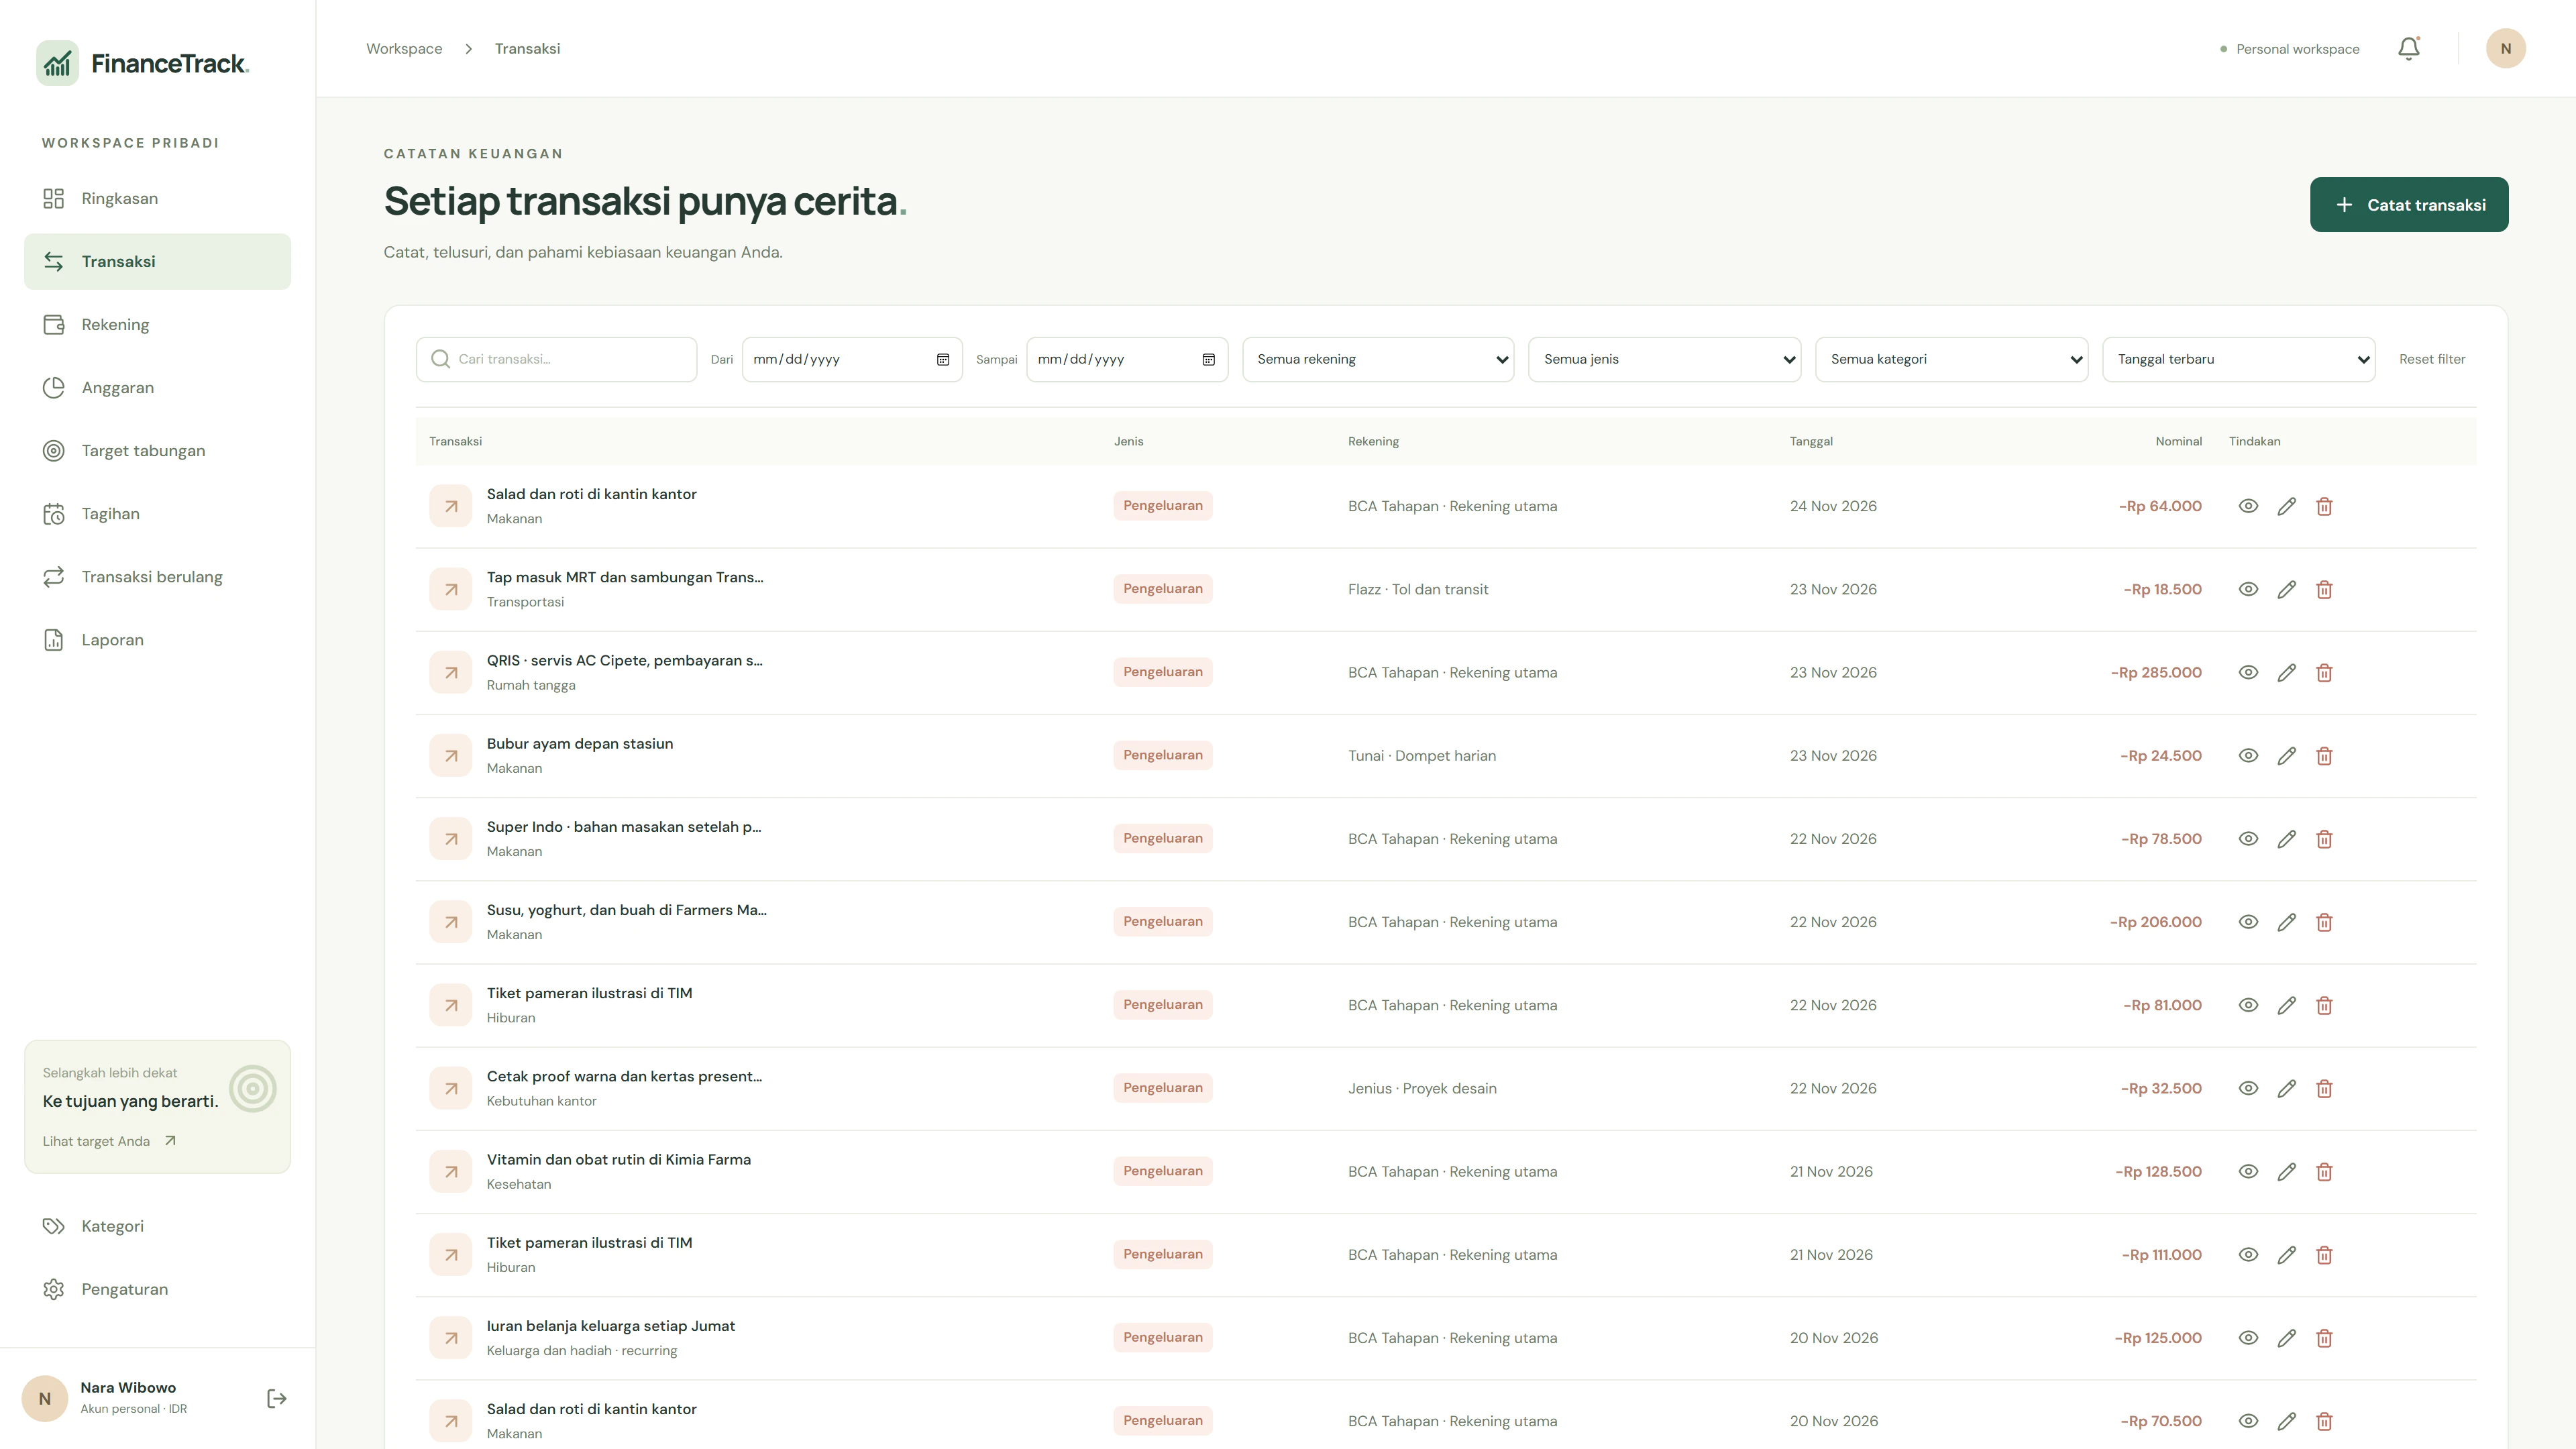 FinanceTrack.
WORKSPACE PRIBADI
Ringkasan
Transaksi
Rekening
Anggaran
Target tabungan
Tagihan
Transaksi berulang
Laporan
Selangkah lebih dekat
Ke tujuan yang berarti.
Lihat target Anda
Kategori
Pengaturan
N
Nara Wibowo
Akun personal · IDR
Workspace > Transaksi
Personal workspace
N
CATATAN KEUANGAN
Setiap transaksi punya cerita.
Catat, telusuri, dan pahami kebiasaan keuangan Anda.
+ Catat transaksi
Cari transaksi... Dari mm/dd/yyyy Sampai mm/dd/yyyy Semua rekening Semua jenis Semua kategori Tanggal terbaru Reset filter
Transaksi Jenis Rekening Tanggal Nominal Tindakan
Salad dan roti di kantin kantor
Makanan
Pengeluaran BCA Tahapan · Rekening utama 24 Nov 2026 −Rp 64.000
Tap masuk MRT dan sambungan Trans...
Transportasi
Pengeluaran Flazz · Tol dan transit 23 Nov 2026 −Rp 18.500
QRIS · servis AC Cipete, pembayaran s...
Rumah tangga
Pengeluaran BCA Tahapan · Rekening utama 23 Nov 2026 −Rp 285.000
Bubur ayam depan stasiun
Makanan
Pengeluaran Tunai · Dompet harian 23 Nov 2026 −Rp 24.500
Super Indo · bahan masakan setelah p...
Makanan
Pengeluaran BCA Tahapan · Rekening utama 22 Nov 2026 −Rp 78.500
Susu, yoghurt, dan buah di Farmers Ma...
Makanan
Pengeluaran BCA Tahapan · Rekening utama 22 Nov 2026 −Rp 206.000
Tiket pameran ilustrasi di TIM
Hiburan
Pengeluaran BCA Tahapan · Rekening utama 22 Nov 2026 −Rp 81.000
Cetak proof warna dan kertas present...
Kebutuhan kantor
Pengeluaran Jenius · Proyek desain 22 Nov 2026 −Rp 32.500
Vitamin dan obat rutin di Kimia Farma
Kesehatan
Pengeluaran BCA Tahapan · Rekening utama 21 Nov 2026 −Rp 128.500
Tiket pameran ilustrasi di TIM
Hiburan
Pengeluaran BCA Tahapan · Rekening utama 21 Nov 2026 −Rp 111.000
Iuran belanja keluarga setiap Jumat
Keluarga dan hadiah · recurring
Pengeluaran BCA Tahapan · Rekening utama 20 Nov 2026 −Rp 125.000
Salad dan roti di kantin kantor
Makanan
Pengeluaran BCA Tahapan · Rekening utama 20 Nov 2026 −Rp 70.500